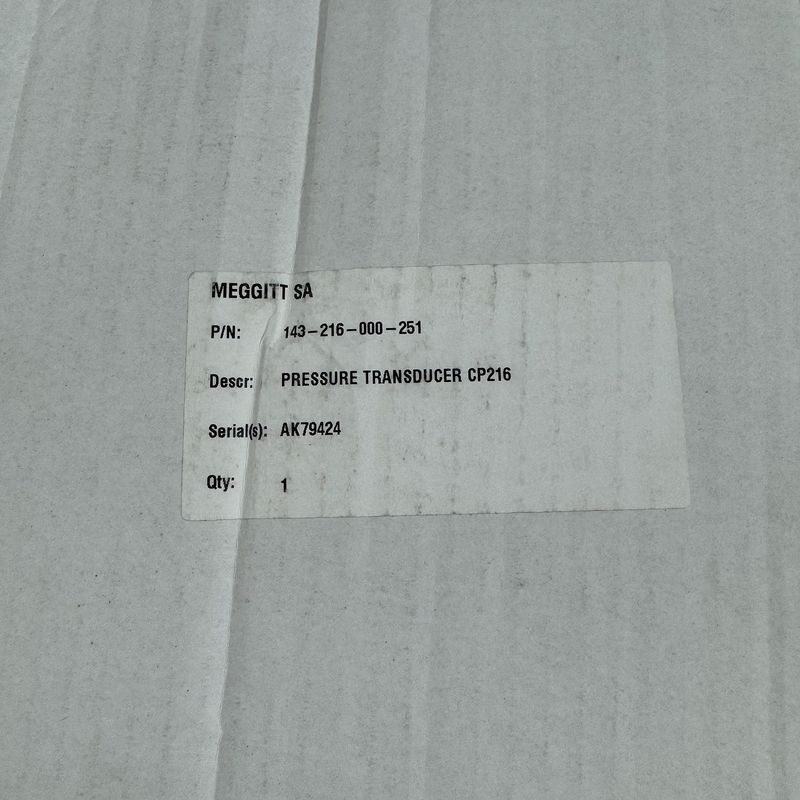 MEGGITT SA
P/N: 143-216-000-251
Descr: PRESSURE TRANSDUCER CP216
Serial(s): AK79424
Qty: 1